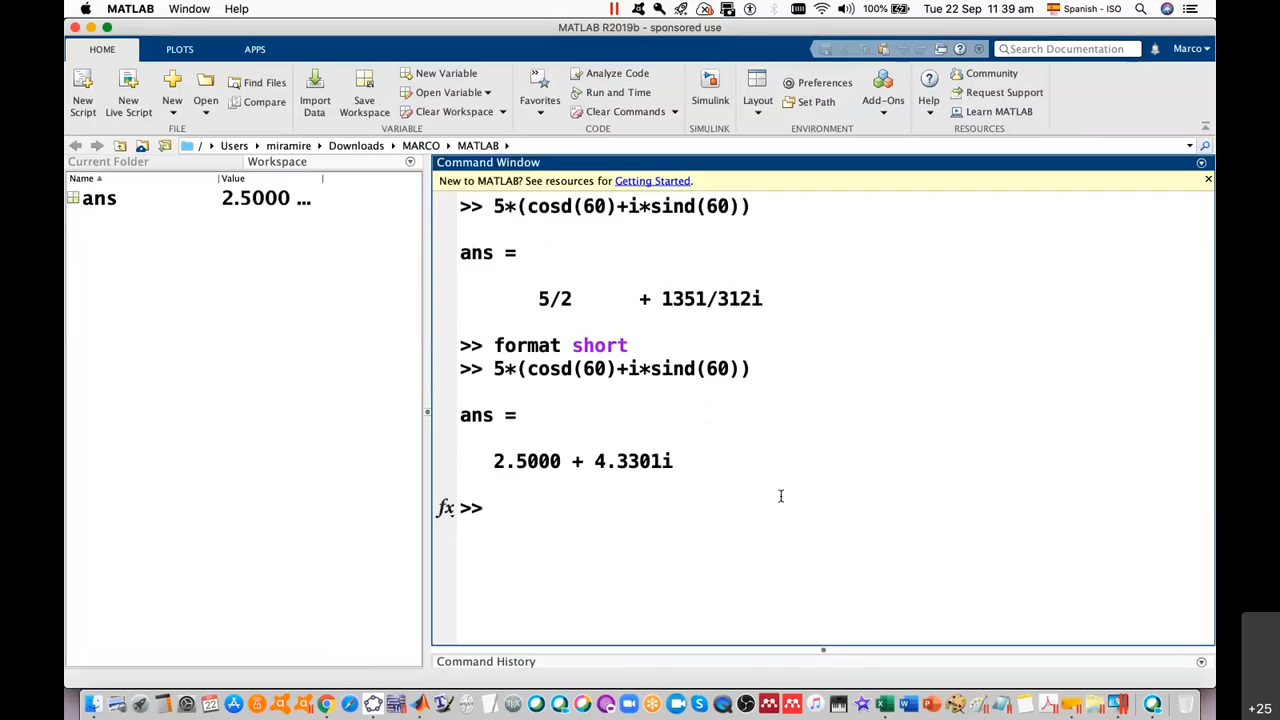 MATLAB Window Help 100% Tue 22 Sep 11:39 am Spanish - ISO
MATLAB R2019b - sponsored use
HOME PLOTS APPS Search Documentation Marco
New Script New Live Script New Open Find Files Compare FILE
Import Data Save Workspace New Variable Open Variable Clear Workspace VARIABLE
Favorites Analyze Code Run and Time Clear Commands CODE
Simulink SIMULINK
Layout Preferences Set Path Add-Ons ENVIRONMENT
Help Community Request Support Learn MATLAB RESOURCES
/ Users miramire Downloads MARCO MATLAB
Current Folder Workspace
Name Value
ans 2.5000 ...
Command Window
New to MATLAB? See resources for Getting Started.
>> 5*(cosd(60)+i*sind(60))
ans =
5/2 + 1351/312i
>> format short
>> 5*(cosd(60)+i*sind(60))
ans =
2.5000 + 4.3301i
fx >>
Command History
+25